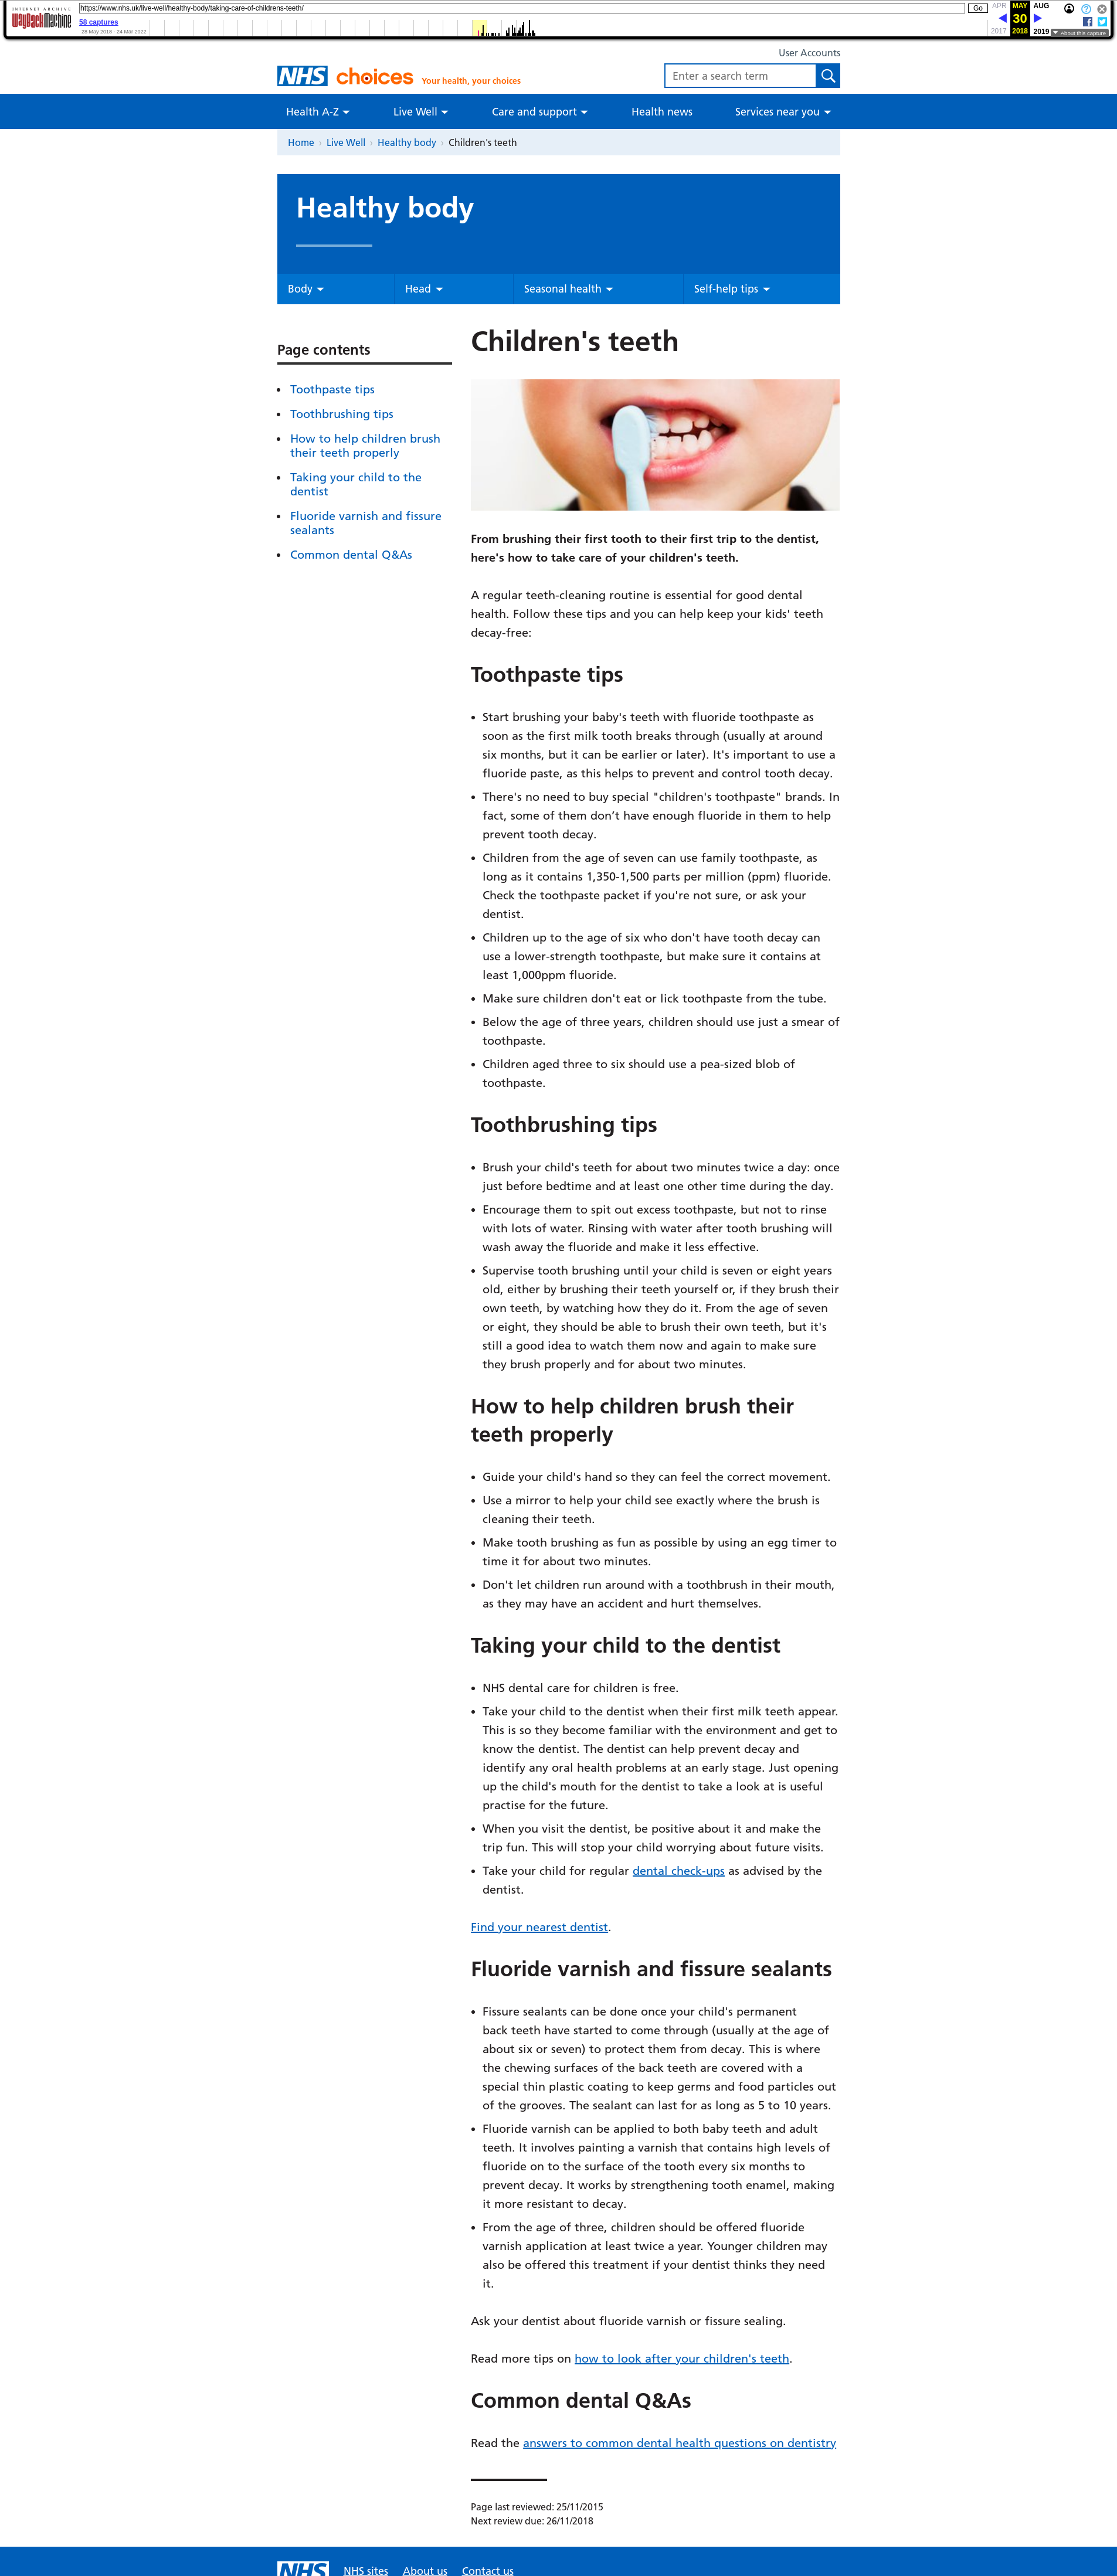 INTERNET ARCHIVE
WayBackMachine
https://www.nhs.uk/live-well/healthy-body/taking-care-of-childrens-teeth/
Go
58 captures
28 May 2018 - 24 Mar 2022
APR
MAY
AUG
30
2017
2018
2019
About this capture
User Accounts
NHS choices
Your health, your choices
Enter a search term
Health A-Z
Live Well
Care and support
Health news
Services near you
Home › Live Well › Healthy body › Children's teeth
Healthy body
Body
Head
Seasonal health
Self-help tips
Page contents
Toothpaste tips
Toothbrushing tips
How to help children brush
their teeth properly
Taking your child to the
dentist
Fluoride varnish and fissure
sealants
Common dental Q&As
Children's teeth
From brushing their first tooth to their first trip to the dentist,
here's how to take care of your children's teeth.
A regular teeth-cleaning routine is essential for good dental
health. Follow these tips and you can help keep your kids' teeth
decay-free:
Toothpaste tips
Start brushing your baby's teeth with fluoride toothpaste as
soon as the first milk tooth breaks through (usually at around
six months, but it can be earlier or later). It's important to use a
fluoride paste, as this helps to prevent and control tooth decay.
There's no need to buy special "children's toothpaste" brands. In
fact, some of them don’t have enough fluoride in them to help
prevent tooth decay.
Children from the age of seven can use family toothpaste, as
long as it contains 1,350-1,500 parts per million (ppm) fluoride.
Check the toothpaste packet if you're not sure, or ask your
dentist.
Children up to the age of six who don't have tooth decay can
use a lower-strength toothpaste, but make sure it contains at
least 1,000ppm fluoride.
Make sure children don't eat or lick toothpaste from the tube.
Below the age of three years, children should use just a smear of
toothpaste.
Children aged three to six should use a pea-sized blob of
toothpaste.
Toothbrushing tips
Brush your child's teeth for about two minutes twice a day: once
just before bedtime and at least one other time during the day.
Encourage them to spit out excess toothpaste, but not to rinse
with lots of water. Rinsing with water after tooth brushing will
wash away the fluoride and make it less effective.
Supervise tooth brushing until your child is seven or eight years
old, either by brushing their teeth yourself or, if they brush their
own teeth, by watching how they do it. From the age of seven
or eight, they should be able to brush their own teeth, but it's
still a good idea to watch them now and again to make sure
they brush properly and for about two minutes.
How to help children brush their
teeth properly
Guide your child's hand so they can feel the correct movement.
Use a mirror to help your child see exactly where the brush is
cleaning their teeth.
Make tooth brushing as fun as possible by using an egg timer to
time it for about two minutes.
Don't let children run around with a toothbrush in their mouth,
as they may have an accident and hurt themselves.
Taking your child to the dentist
NHS dental care for children is free.
Take your child to the dentist when their first milk teeth appear.
This is so they become familiar with the environment and get to
know the dentist. The dentist can help prevent decay and
identify any oral health problems at an early stage. Just opening
up the child's mouth for the dentist to take a look at is useful
practise for the future.
When you visit the dentist, be positive about it and make the
trip fun. This will stop your child worrying about future visits.
Take your child for regular dental check-ups as advised by the
dentist.
Find your nearest dentist.
Fluoride varnish and fissure sealants
Fissure sealants can be done once your child's permanent
back teeth have started to come through (usually at the age of
about six or seven) to protect them from decay. This is where
the chewing surfaces of the back teeth are covered with a
special thin plastic coating to keep germs and food particles out
of the grooves. The sealant can last for as long as 5 to 10 years.
Fluoride varnish can be applied to both baby teeth and adult
teeth. It involves painting a varnish that contains high levels of
fluoride on to the surface of the tooth every six months to
prevent decay. It works by strengthening tooth enamel, making
it more resistant to decay.
From the age of three, children should be offered fluoride
varnish application at least twice a year. Younger children may
also be offered this treatment if your dentist thinks they need
it.
Ask your dentist about fluoride varnish or fissure sealing.
Read more tips on how to look after your children's teeth.
Common dental Q&As
Read the answers to common dental health questions on dentistry
Page last reviewed: 25/11/2015
Next review due: 26/11/2018
NHS
NHS sites
About us
Contact us